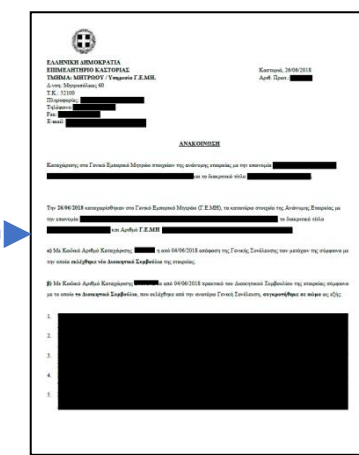 ΕΛΛΗΝΙΚΗ ΔΗΜΟΚΡΑΤΙΑ
ΕΠΙΜΕΛΗΤΗΡΙΟ ΚΑΣΤΟΡΙΑΣ
ΤΜΗΜΑ: ΜΗΤΡΩΟΥ / Υπηρεσία Γ.Ε.ΜΗ.
Δ/νση: Μητροπόλεως 60
Τ.Κ.: 52100
Πληροφορίες:
Τηλέφωνο:
Fax:
E-mail:
Καστοριά, 26/06/2018
Αριθ. Πρωτ.:
ΑΝΑΚΟΙΝΩΣΗ
Καταχώρισης στο Γενικό Εμπορικό Μητρώο στοιχείων της ανώνυμης εταιρείας με την επωνυμία
και το διακριτικό τίτλο
Την 26/06/2018 καταχωρίσθηκαν στο Γενικό Εμπορικό Μητρώο (Γ.Ε.ΜΗ), τα κατωτέρω στοιχεία της Ανώνυμης Εταιρείας με
την επωνυμία το διακριτικό τίτλο
και Αριθμό Γ.Ε.ΜΗ
α) Με Κωδικό Αριθμό Καταχώρισης η από 04/06/2018 απόφαση της Γενικής Συνέλευσης των μετόχων της σύμφωνα με
την οποία εκλέχθηκε νέο Διοικητικό Συμβούλιο της εταιρείας.
β) Με Κωδικό Αριθμό Καταχώρισης το από 04/06/2018 πρακτικό του Διοικητικού Συμβουλίου της εταιρείας σύμφωνα
με το οποίο το Διοικητικό Συμβούλιο, που εκλέχθηκε από την ανωτέρω Γενική Συνέλευση, συγκροτήθηκε σε σώμα ως εξής:
1.
2.
3.
4.
5.